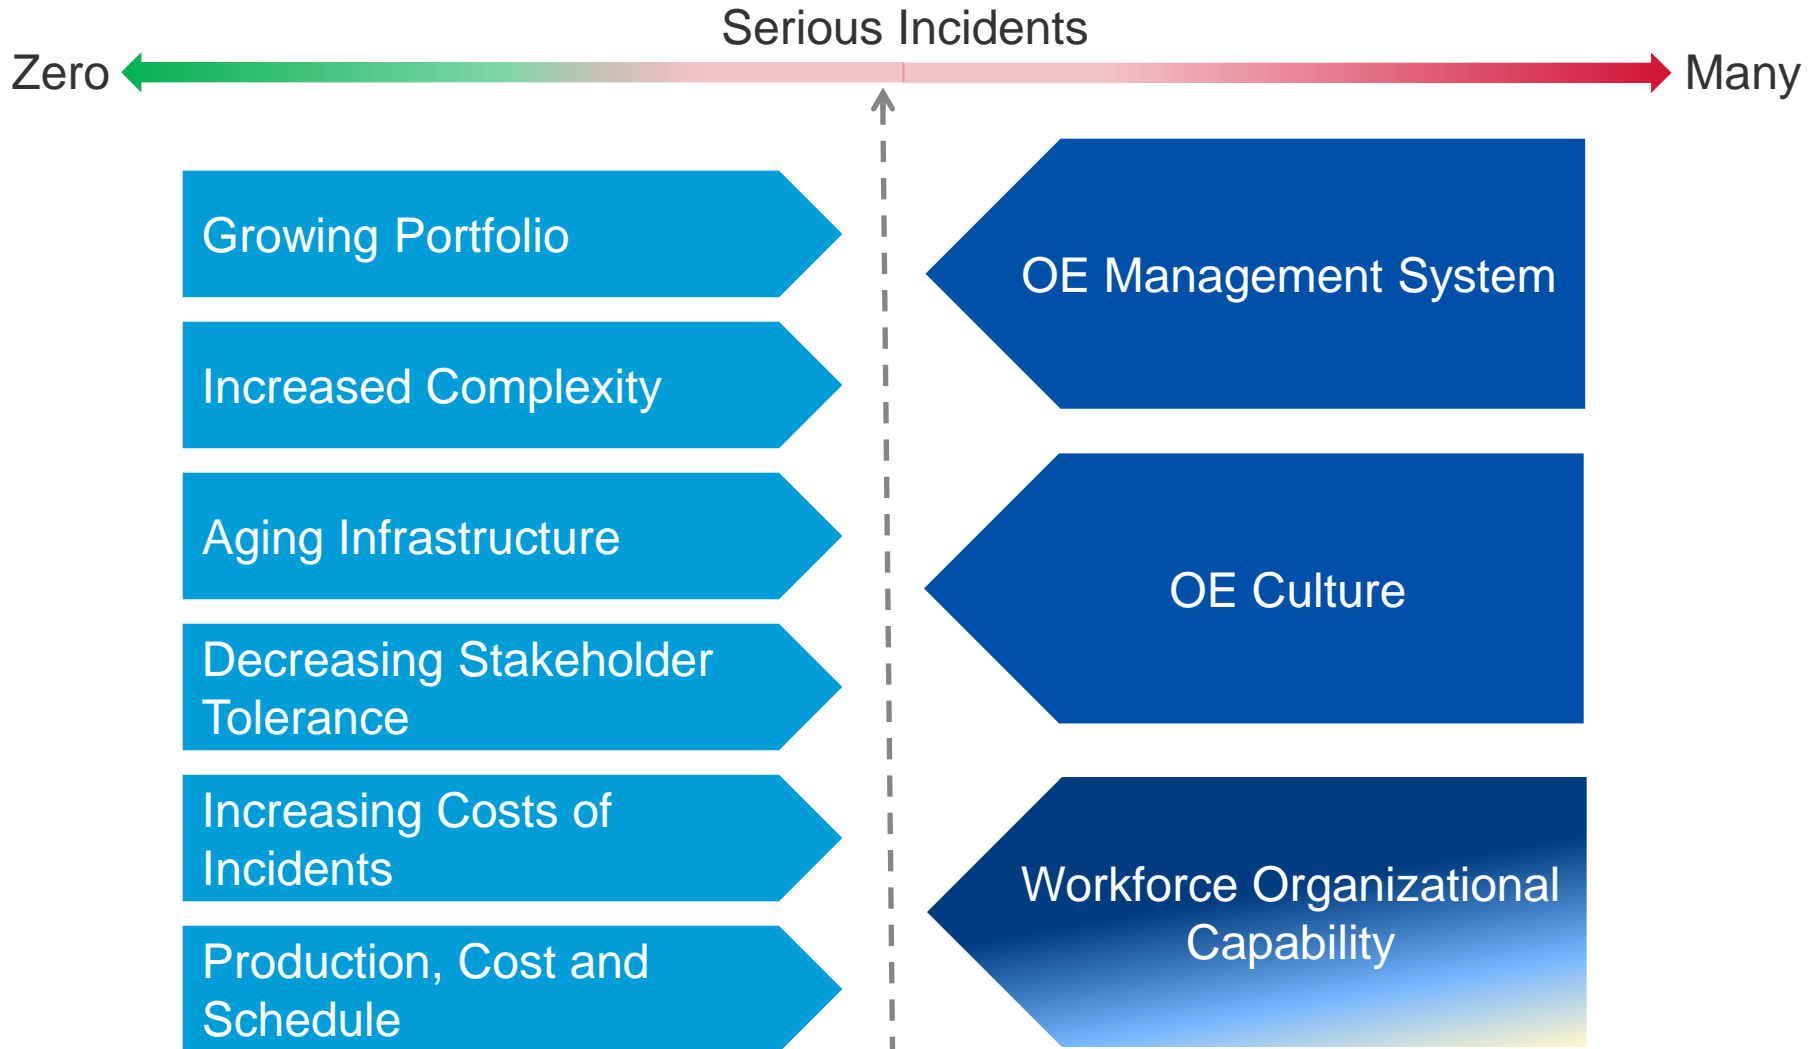 Serious Incidents
Zero
Many
Growing Portfolio
Increased Complexity
Aging Infrastructure
Decreasing Stakeholder
Tolerance
Increasing Costs of
Incidents
Production, Cost and
Schedule
OE Management System
OE Culture
Workforce Organizational
Capability